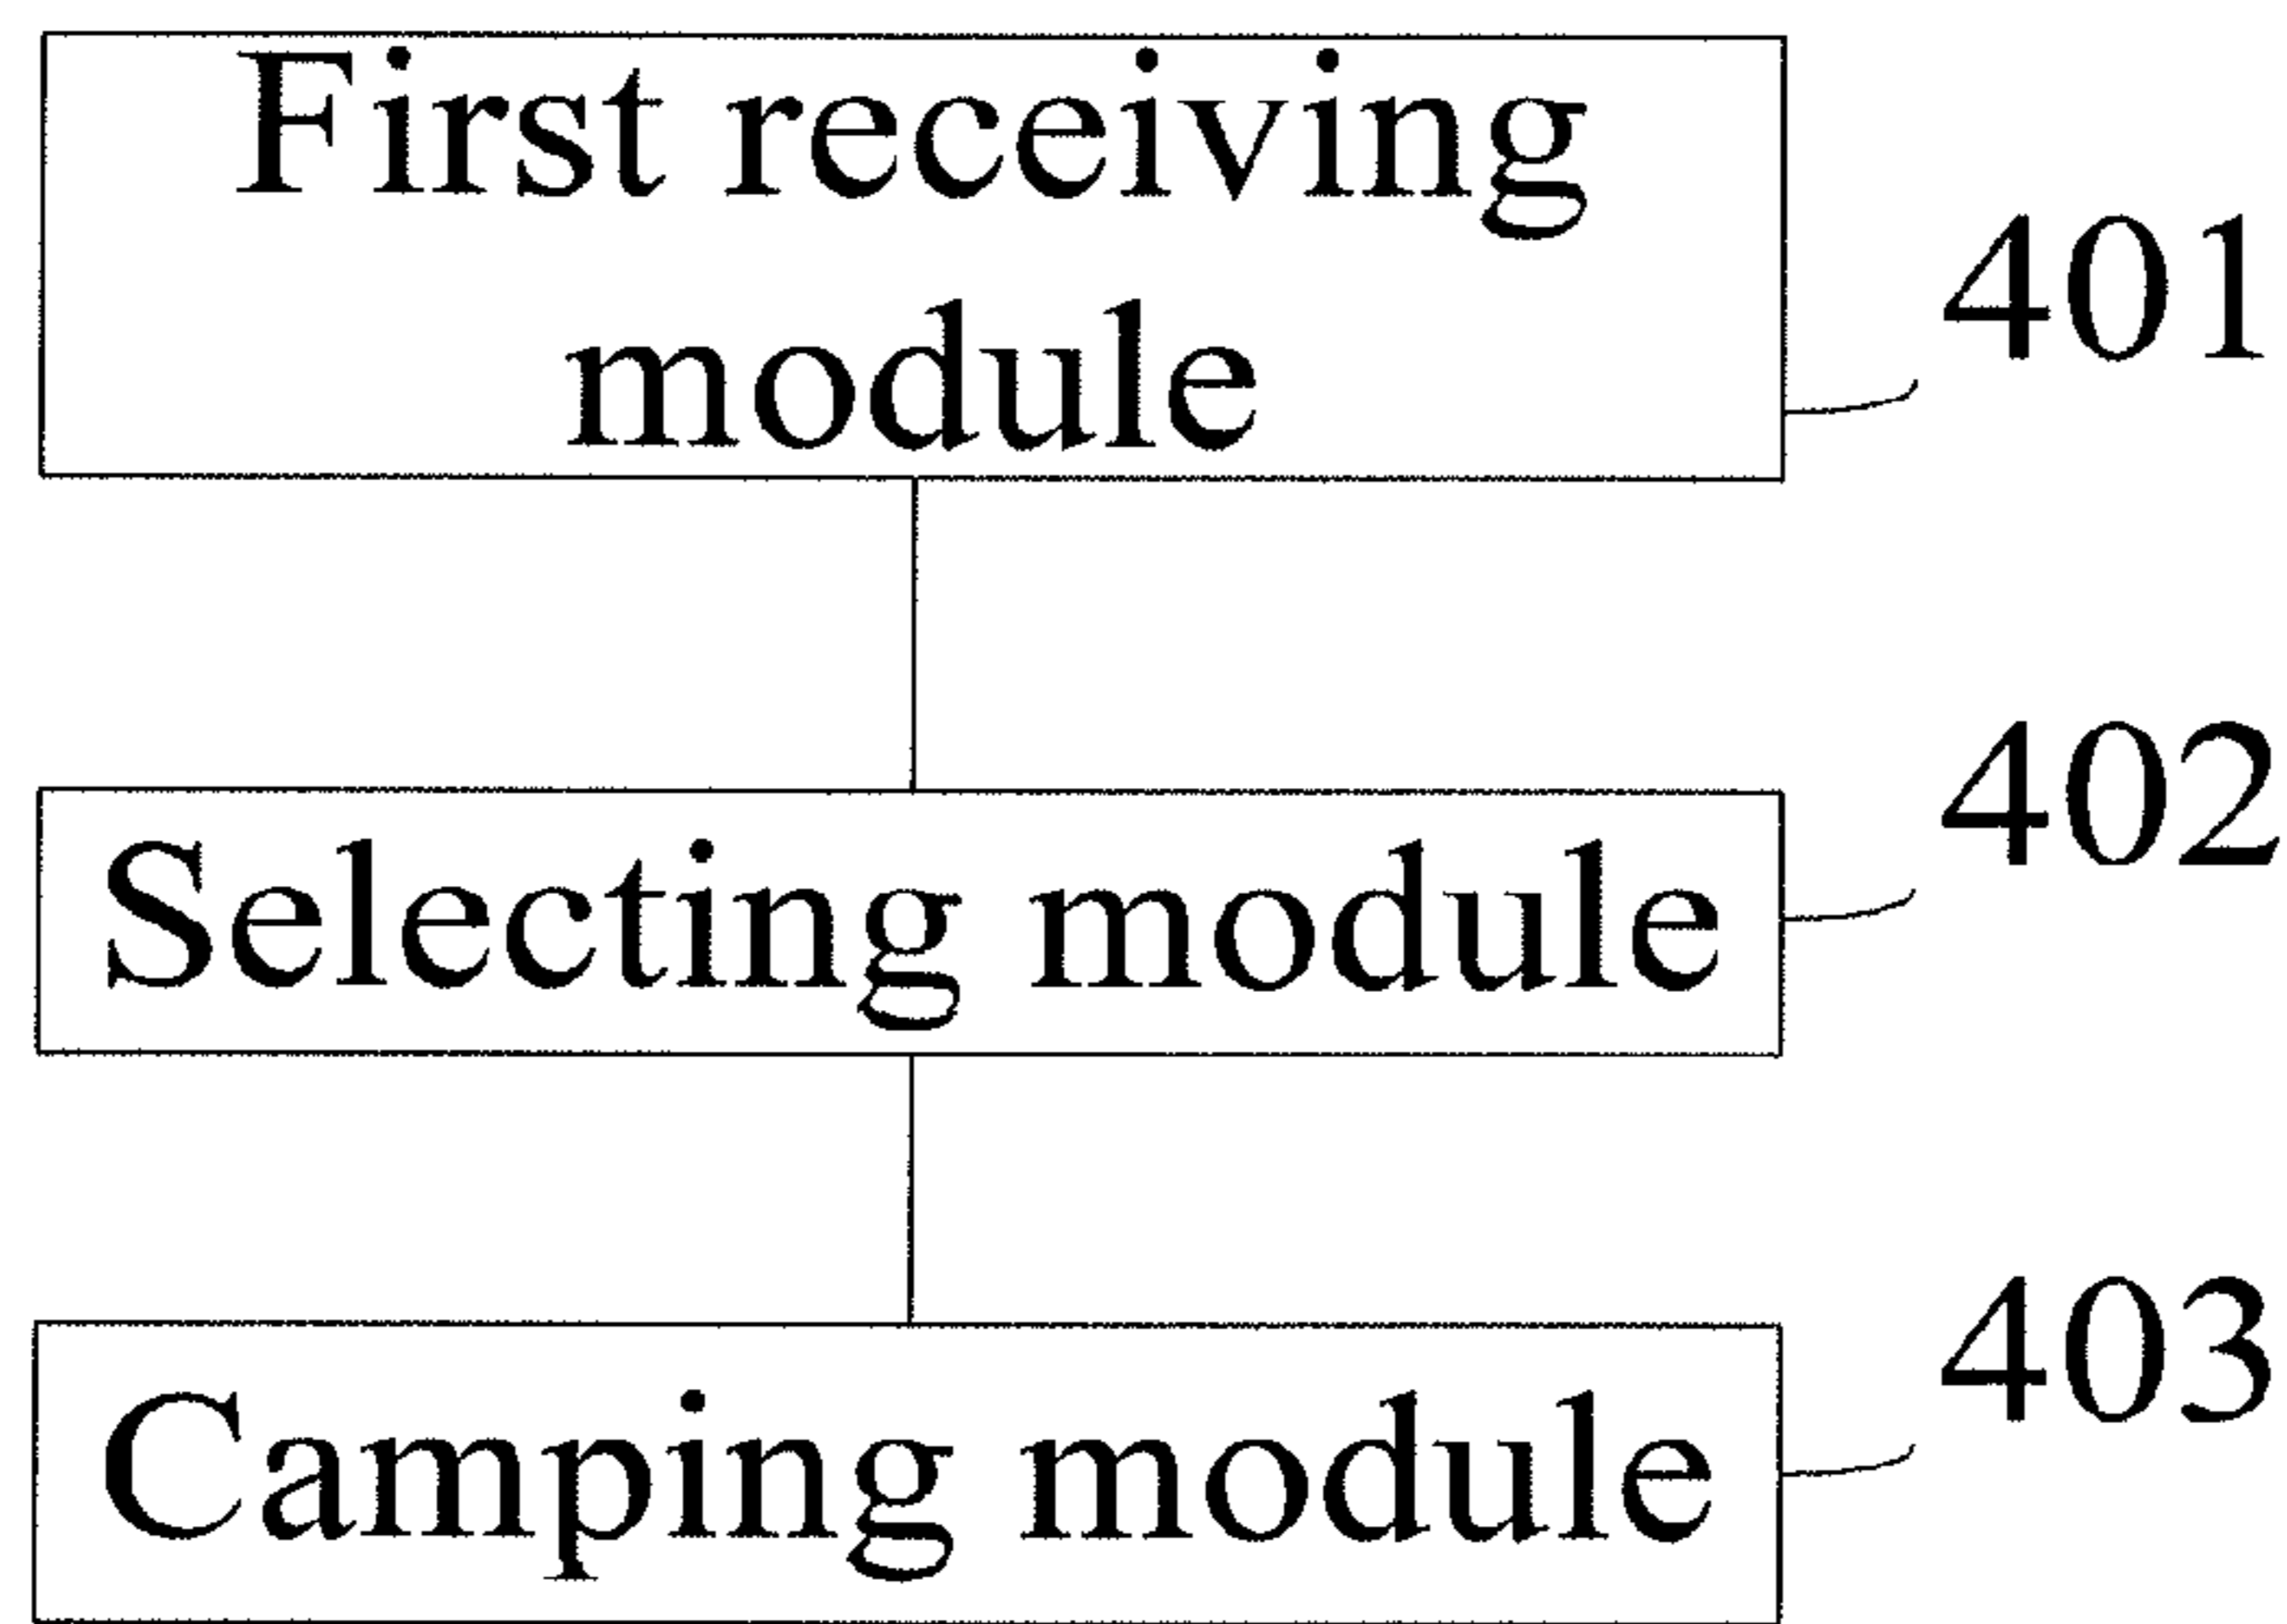 First receiving
module
401
Selecting module
402
Camping module
403